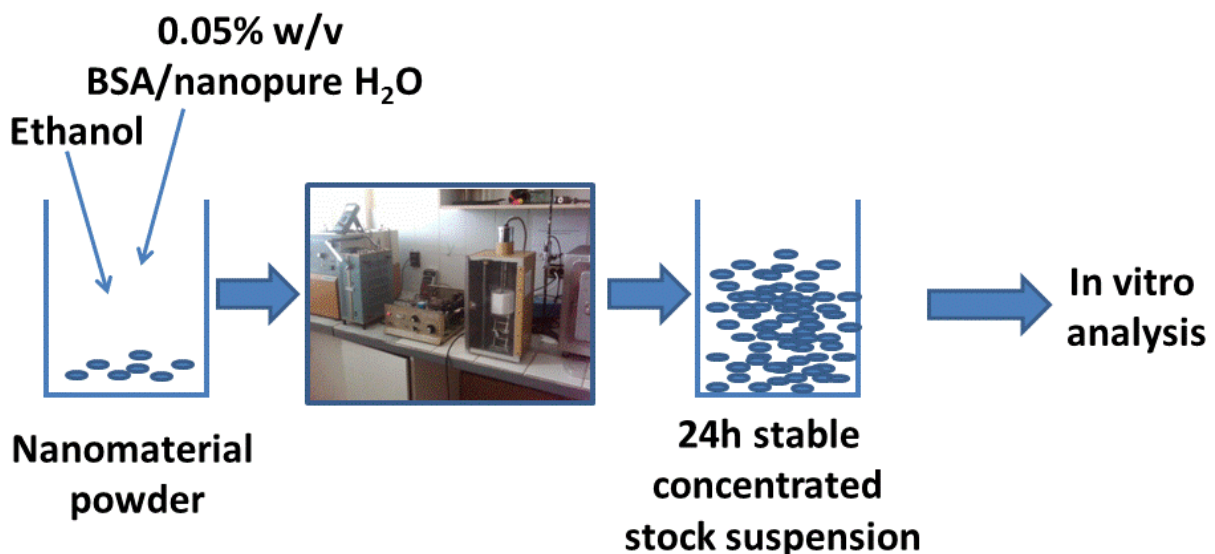 0.05% w/v
BSA/nanopure H₂O
Ethanol
Nanomaterial
powder
24h stable
concentrated
stock suspension
In vitro
analysis